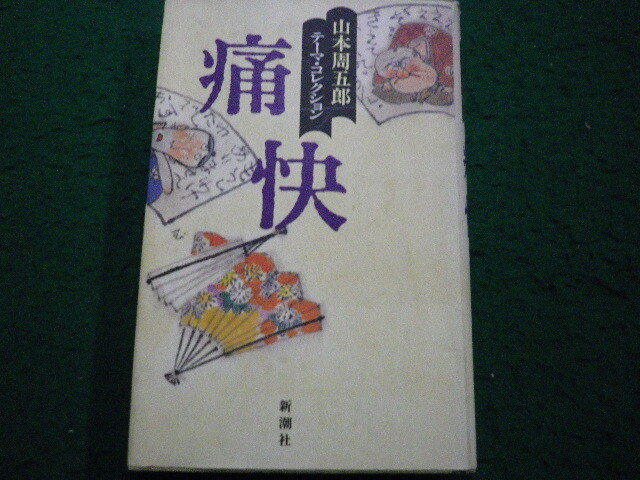 山本周五郎
テーマ・コレクション
痛快
新潮社